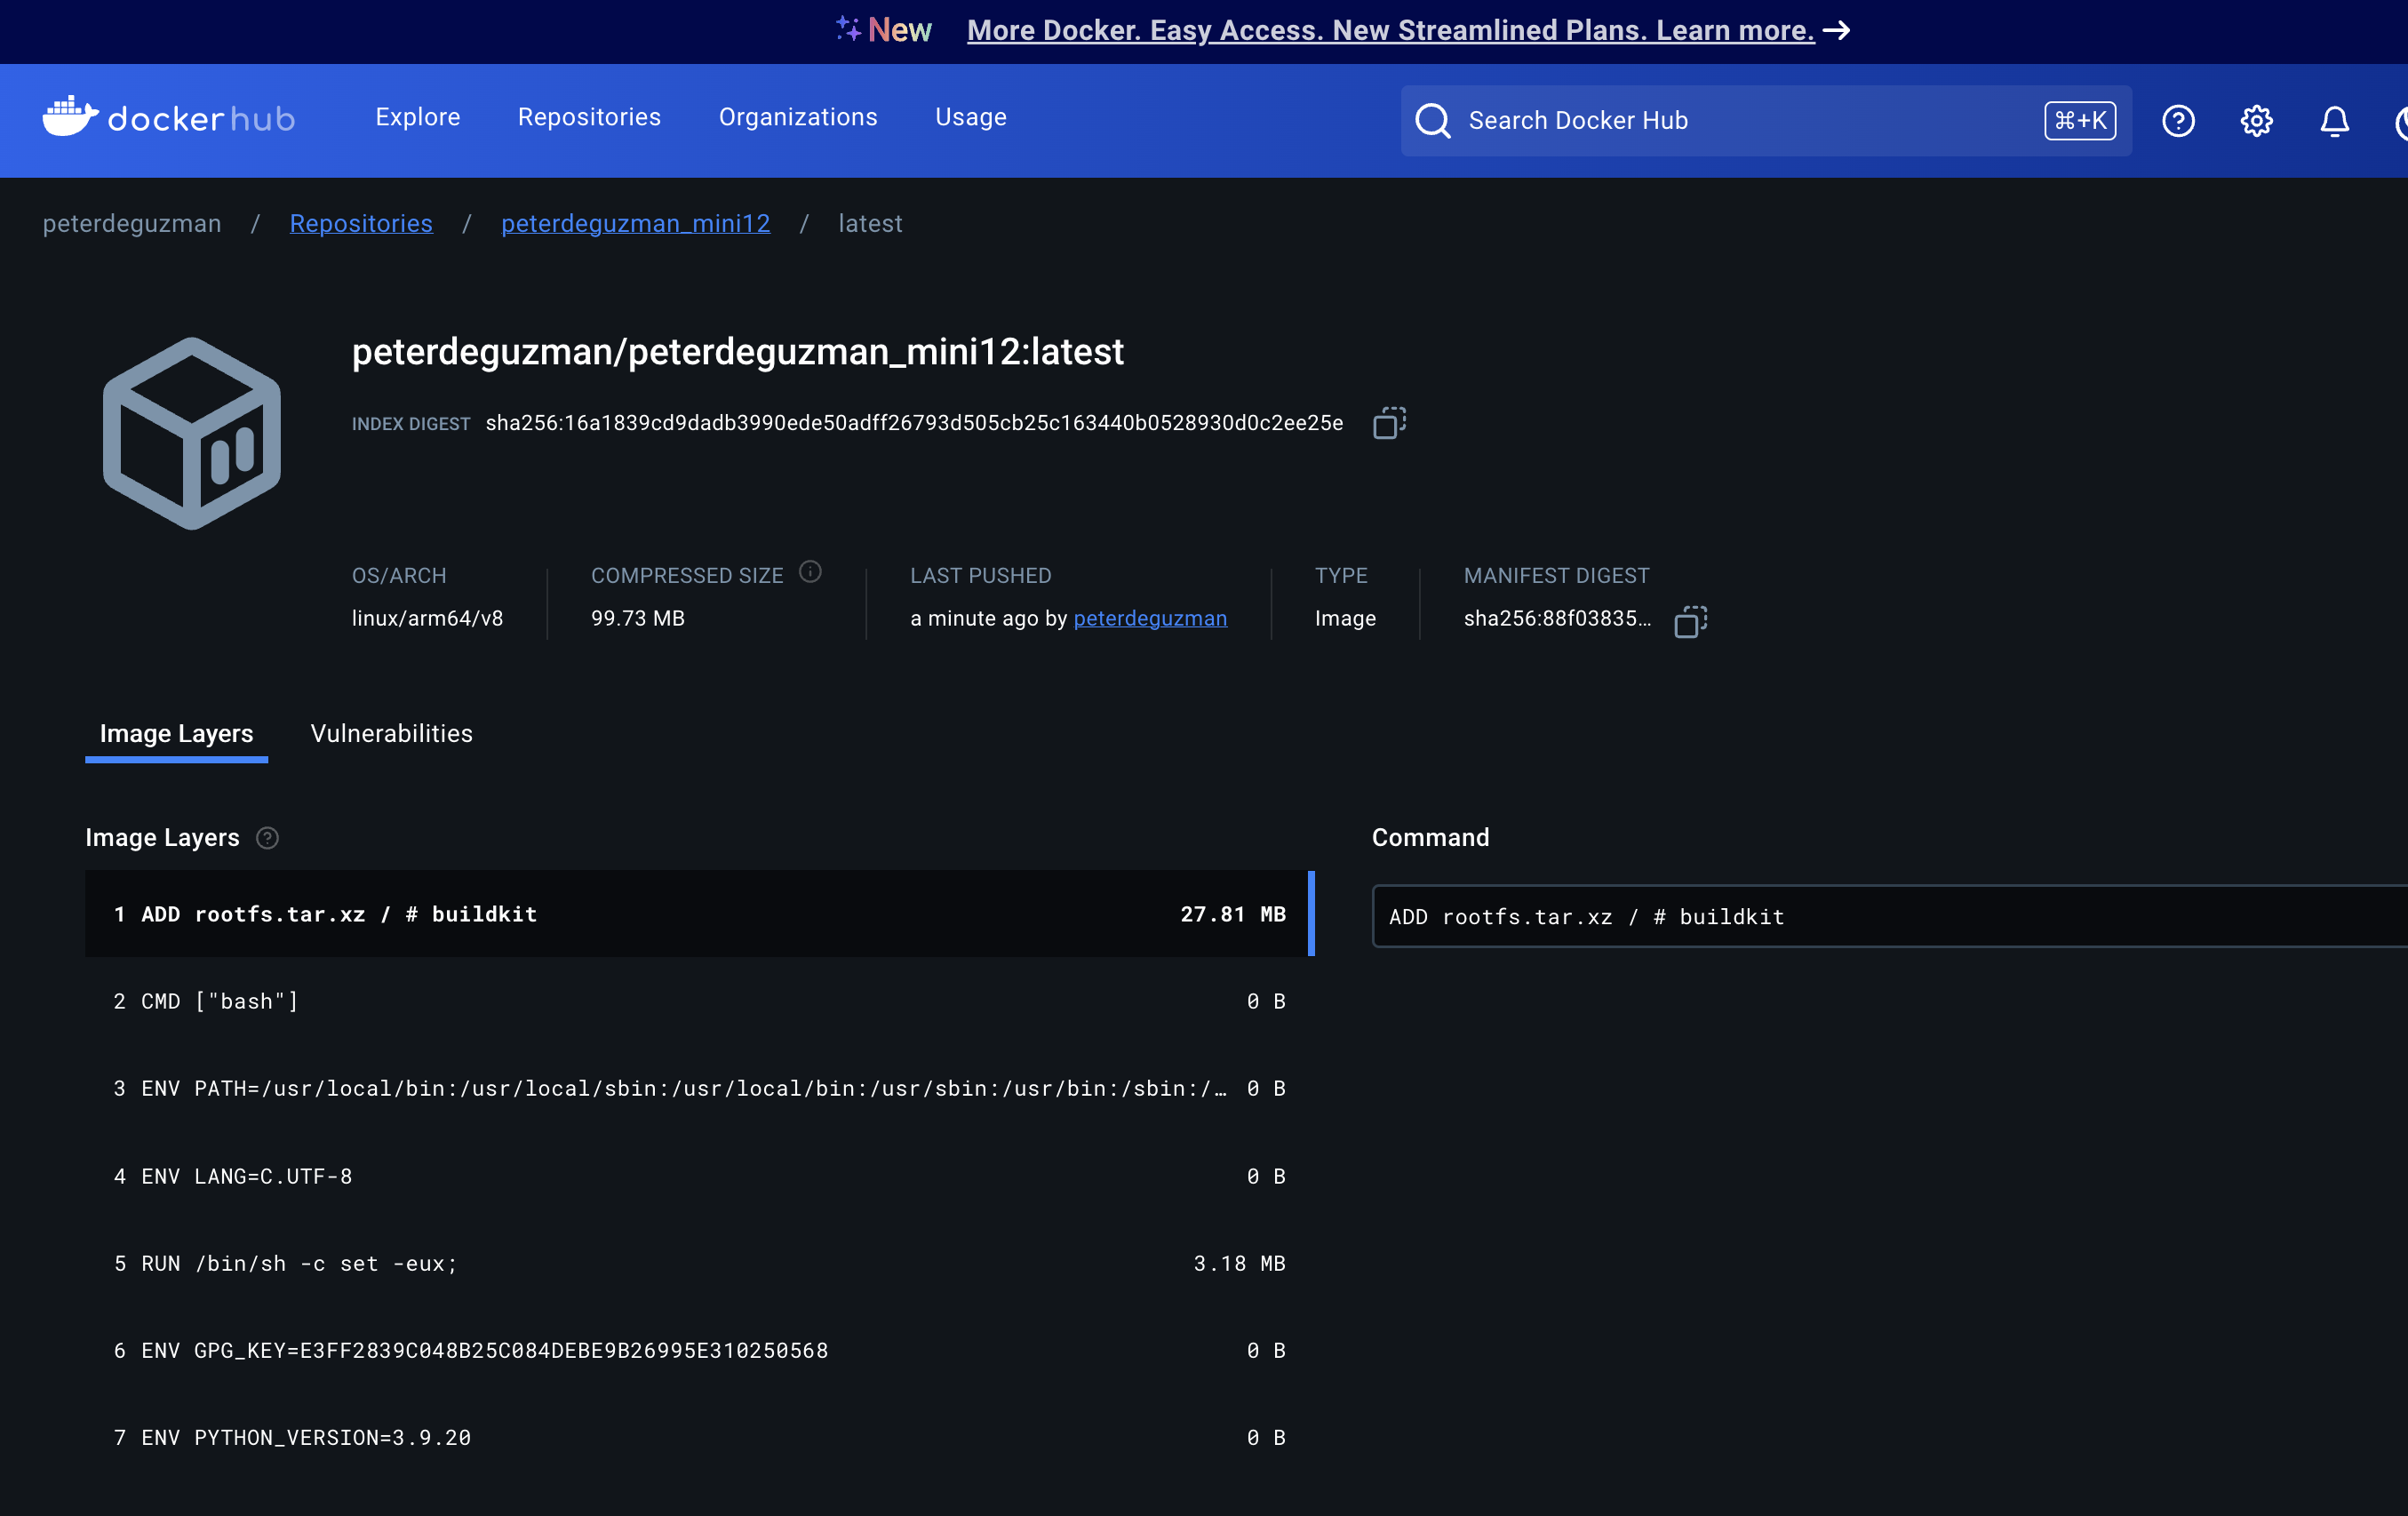 New More Docker. Easy Access. New Streamlined Plans. Learn more.
dockerhub Explore Repositories Organizations Usage Search Docker Hub ⌘+K
peterdeguzman / Repositories / peterdeguzman_mini12 / latest
peterdeguzman/peterdeguzman_mini12:latest
INDEX DIGEST sha256:16a1839cd9dadb3990ede50adff26793d505cb25c163440b0528930d0c2ee25e
OS/ARCH COMPRESSED SIZE LAST PUSHED TYPE MANIFEST DIGEST
linux/arm64/v8 99.73 MB a minute ago by peterdeguzman Image sha256:88f03835...
Image Layers Vulnerabilities
Image Layers Command
1 ADD rootfs.tar.xz / # buildkit 27.81 MB ADD rootfs.tar.xz / # buildkit
2 CMD ["bash"] 0 B
3 ENV PATH=/usr/local/bin:/usr/local/sbin:/usr/local/bin:/usr/sbin:/usr/bin:/sbin:/… 0 B
4 ENV LANG=C.UTF-8 0 B
5 RUN /bin/sh -c set -eux; 3.18 MB
6 ENV GPG_KEY=E3FF2839C048B25C084DEBE9B26995E310250568 0 B
7 ENV PYTHON_VERSION=3.9.20 0 B